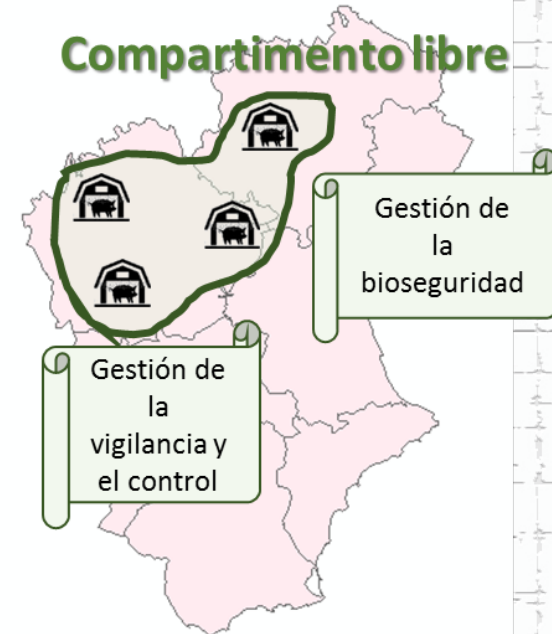 Compartimento libre
Gestión de
la
bioseguridad
Gestión de
la
vigilancia y
el control